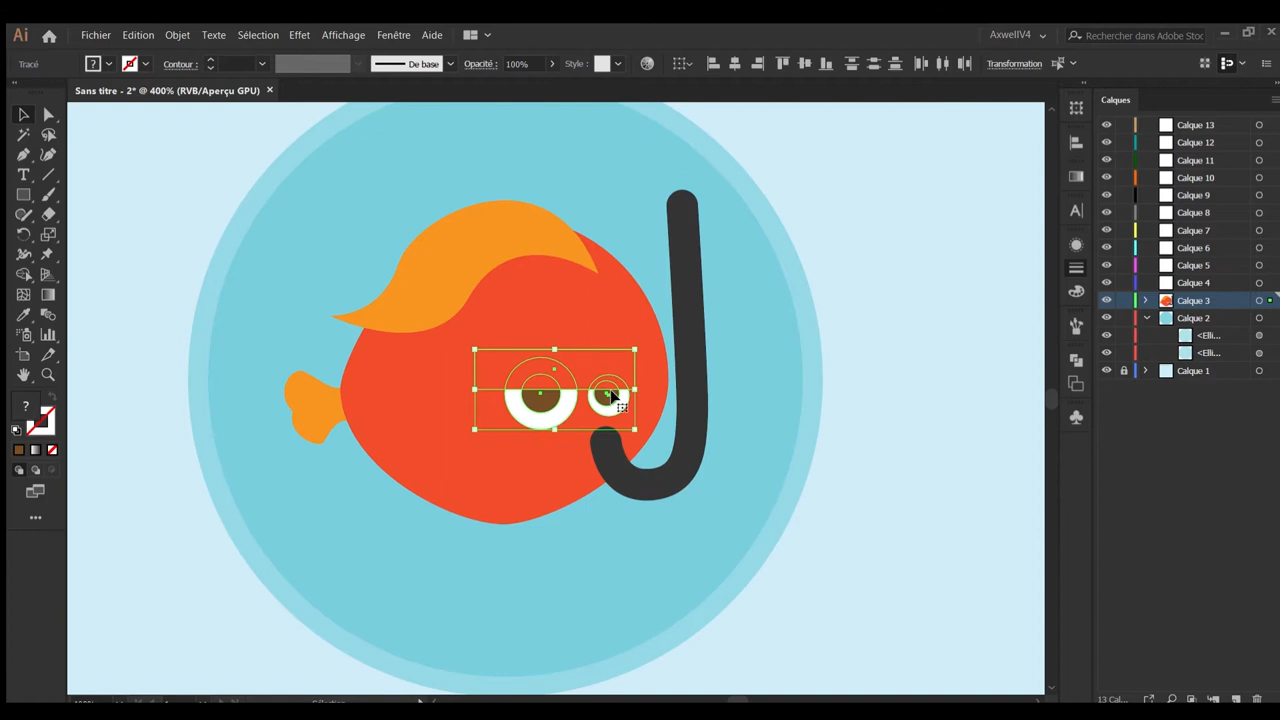 Ai Fichier Edition Objet Texte Sélection Effet Affichage Fenêtre Aide AxwellV4 Rechercher dans Adobe Stoc
Tracé ? Contour : De base Opacité : 100% Style : Transformation
Sans titre - 2* @ 400% (RVB/Aperçu GPU) ×
Calques
Calque 13
Calque 12
Calque 11
Calque 10
Calque 9
Calque 8
Calque 7
Calque 6
Calque 5
Calque 4
Calque 3
Calque 2
<Elli...
<Elli...
Calque 1
?
Sélection
13 Cal...